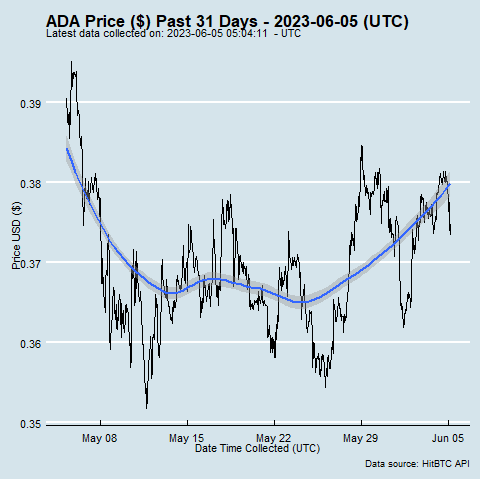 ADA Price ($) Past 31 Days - 2023-06-05 (UTC)
Latest data collected on: 2023-06-05 05:04:11 - UTC
0.39
0.38
0.37
0.36
0.35
Price USD ($)
May 08 May 15 May 22 May 29 Jun 05
Date Time Collected (UTC)
Data source: HitBTC API